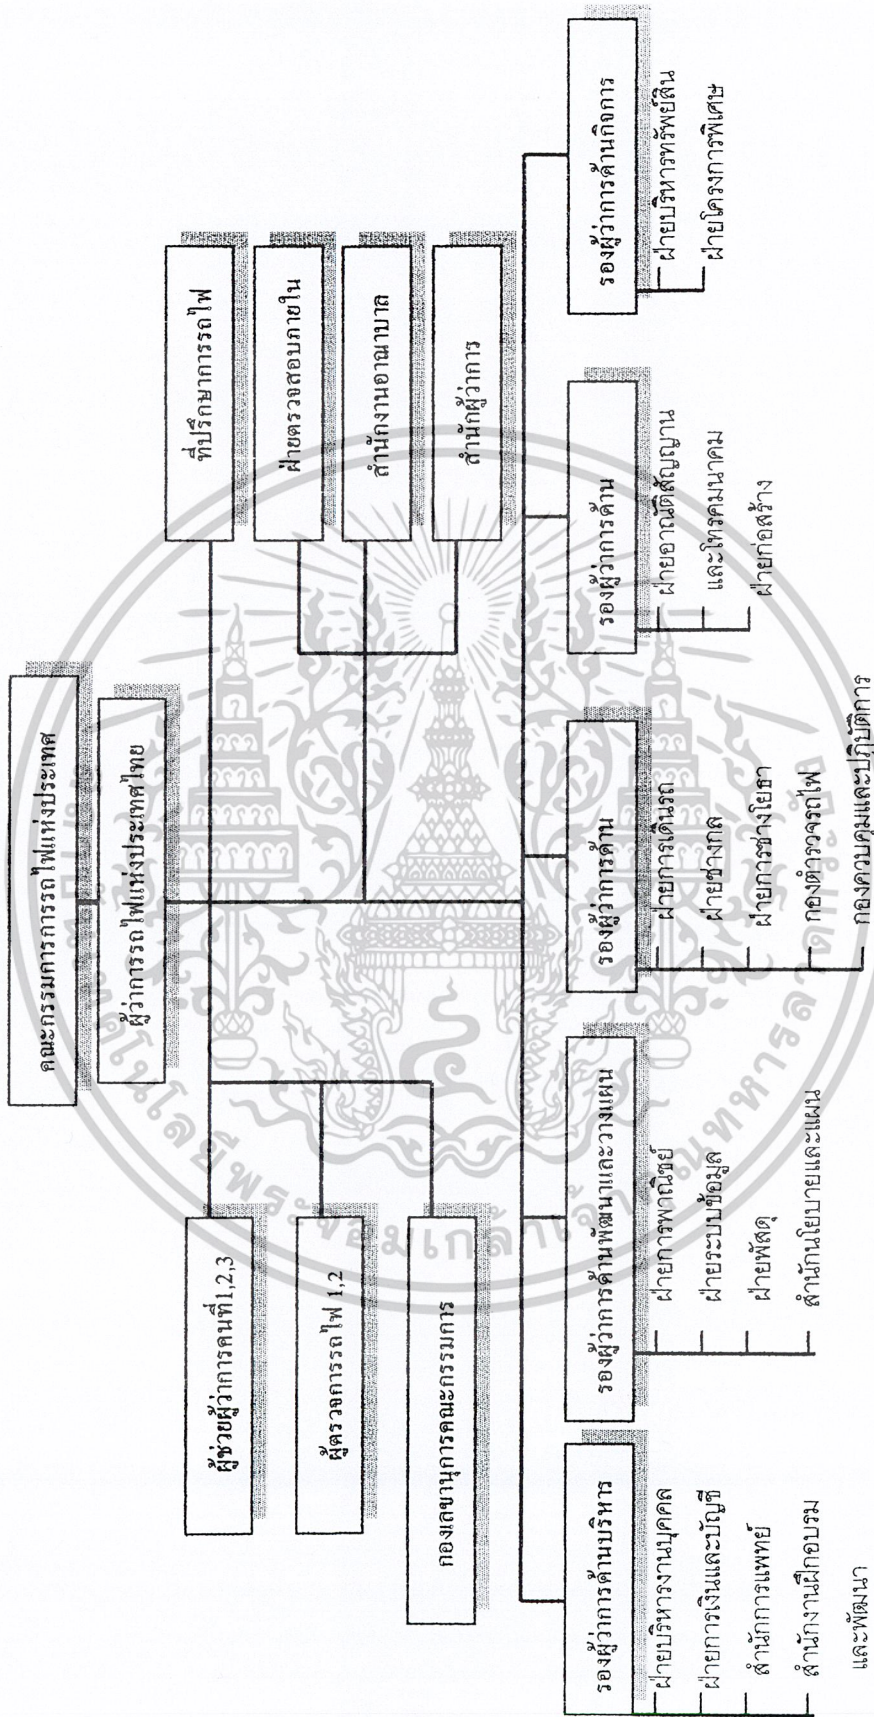 คณะกรรมการการรถไฟแห่งประเทศ
ผู้ว่าการรถไฟแห่งประเทศไทย
ผู้ช่วยผู้ว่าการคนที่1,2,3
ผู้ตรวจการรถไฟ 1,2
กองเลขานุการคณะกรรมการ
ที่ปรึกษาการรถไฟ
ฝ่ายตรวจสอบภายใน
สำนักงานอาณาบาล
สำนักผู้ว่าการ
รองผู้ว่าการด้านบริหาร
ฝ่ายบริหารงานบุคคล
ฝ่ายการเงินและบัญชี
สำนักการแพทย์
สำนักงานฝึกอบรม
และพัฒนา
รองผู้ว่าการด้านพัฒนาและวางแผน
ฝ่ายการพาณิชย์
ฝ่ายระบบข้อมูล
ฝ่ายพัสดุ
สำนักนโยบายและแผน
รองผู้ว่าการด้าน
ฝ่ายการเดินรถ
ฝ่ายช่างกล
ฝ่ายการช่างโยธา
กองตำรวจรถไฟ
กองควบคุมและปฏิบัติการ
รองผู้ว่าการด้าน
ฝ่ายอาณัติสัญญาน
และโทรคมนาคม
ฝ่ายก่อสร้าง
รองผู้ว่าการด้านกิจการ
ฝ่ายบริหารทรัพย์สิน
ฝ่ายโครงการพิเศษ